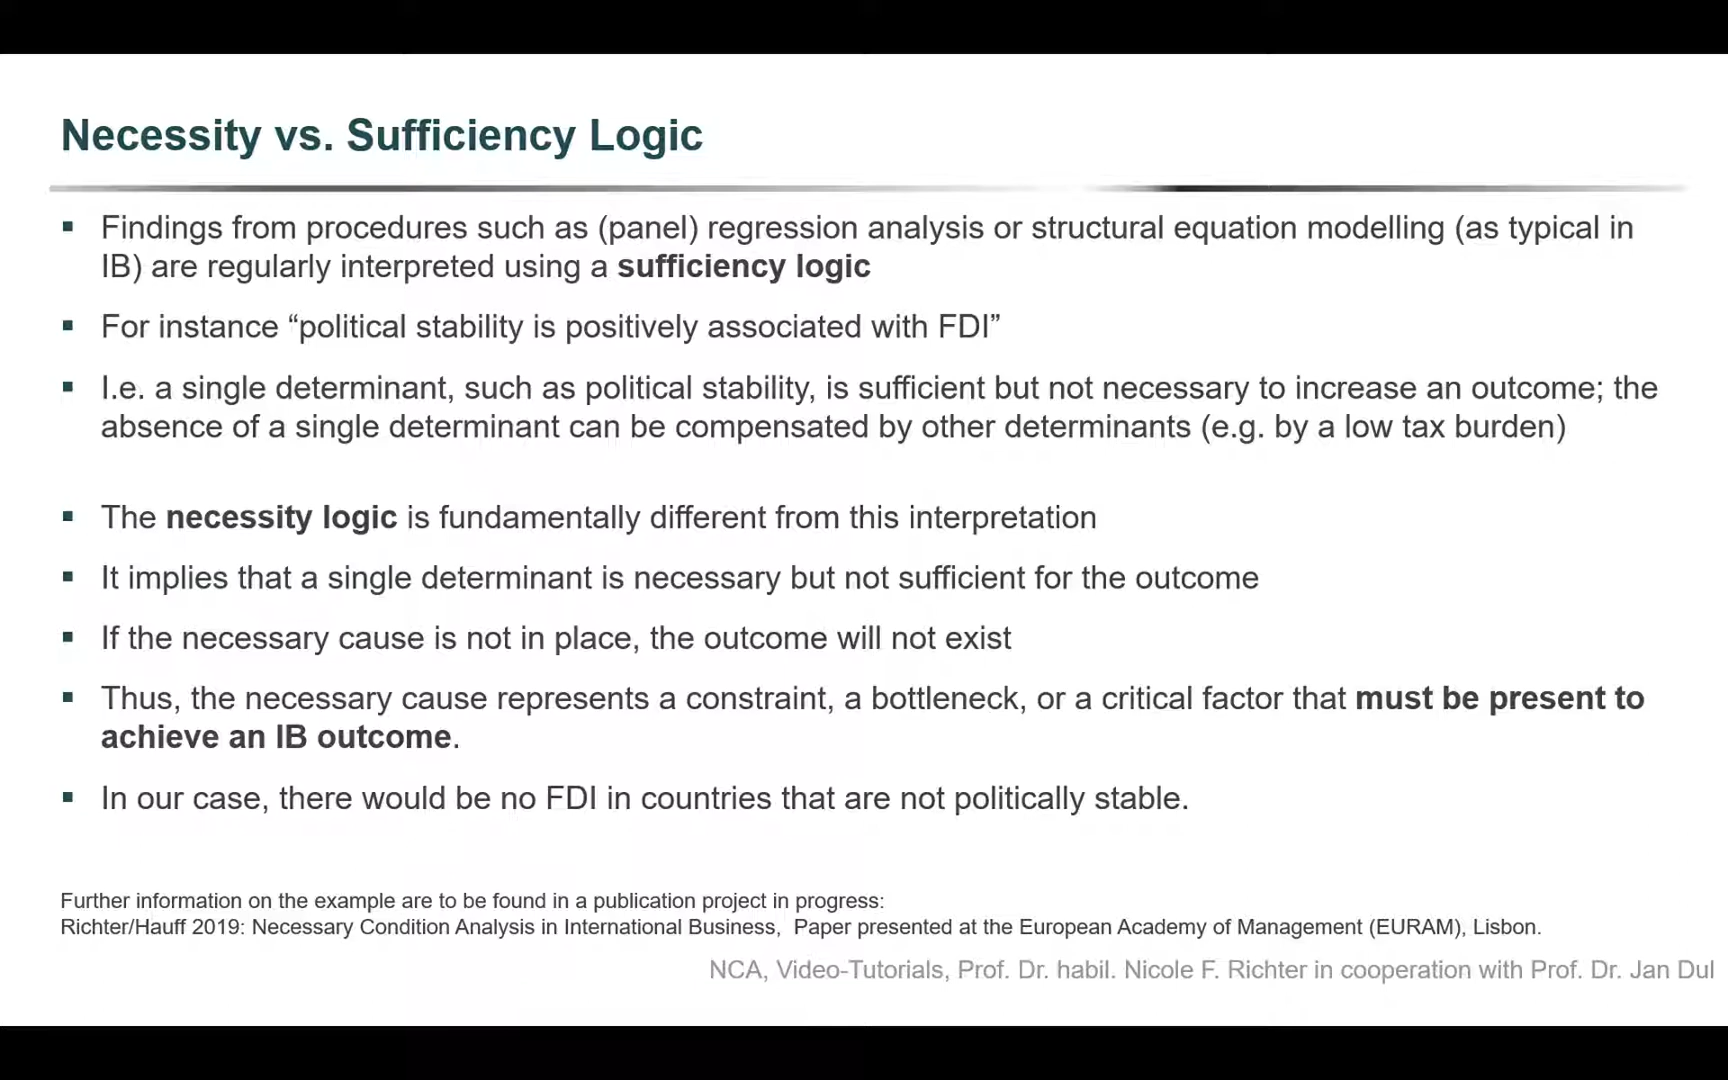 Necessity vs. Sufficiency Logic
▪ Findings from procedures such as (panel) regression analysis or structural equation modelling (as typical in
IB) are regularly interpreted using a sufficiency logic
▪ For instance “political stability is positively associated with FDI”
▪ I.e. a single determinant, such as political stability, is sufficient but not necessary to increase an outcome; the
absence of a single determinant can be compensated by other determinants (e.g. by a low tax burden)
▪ The necessity logic is fundamentally different from this interpretation
▪ It implies that a single determinant is necessary but not sufficient for the outcome
▪ If the necessary cause is not in place, the outcome will not exist
▪ Thus, the necessary cause represents a constraint, a bottleneck, or a critical factor that must be present to
achieve an IB outcome.
▪ In our case, there would be no FDI in countries that are not politically stable.
Further information on the example are to be found in a publication project in progress:
Richter/Hauff 2019: Necessary Condition Analysis in International Business, Paper presented at the European Academy of Management (EURAM), Lisbon.
NCA, Video-Tutorials, Prof. Dr. habil. Nicole F. Richter in cooperation with Prof. Dr. Jan Dul